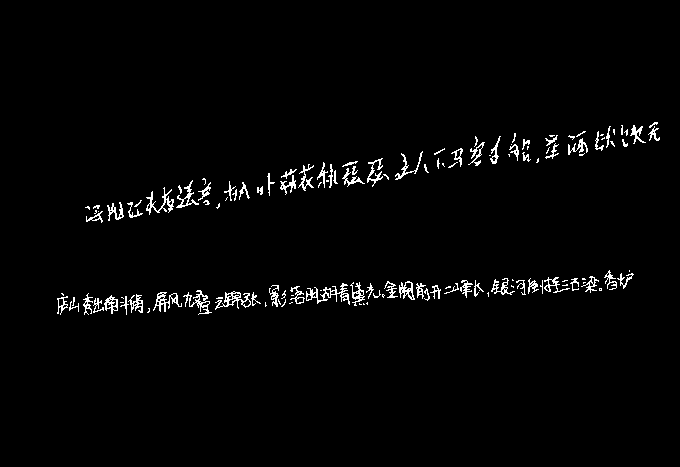 浔阳江头夜送客,枫叶荻花秋瑟瑟主人下马客在船,举酒欲饮无
庐山秀出南斗傍,屏风九叠云锦张,影落明湖青黛光。金阙前开二峰长,银河倒挂三石梁。香炉